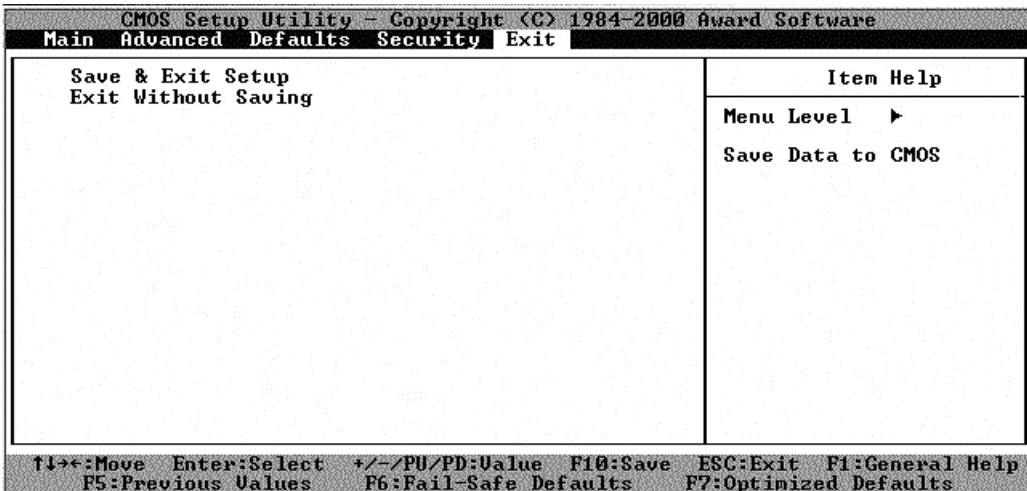 CMOS Setup Utility – Copyright (C) 1984–2000 Award Software
Main Advanced Defaults Security Exit
Save & Exit Setup
Exit Without Saving
Item Help
Menu Level ►
Save Data to CMOS
↑↓→←:Move Enter:Select +/-/PU/PD:Value F10:Save ESC:Exit F1:General Help
F5:Previous Values F6:Fail-Safe Defaults F7:Optimized Defaults